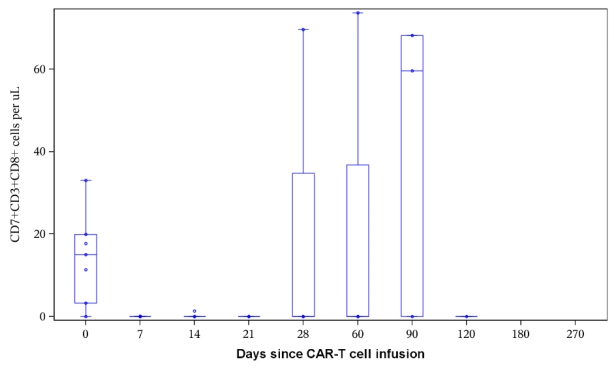 CD7+CD3+CD8+ cells per uL
60
40
20
0
0 7 14 21 28 60 90 120 180 270
Days since CAR-T cell infusion